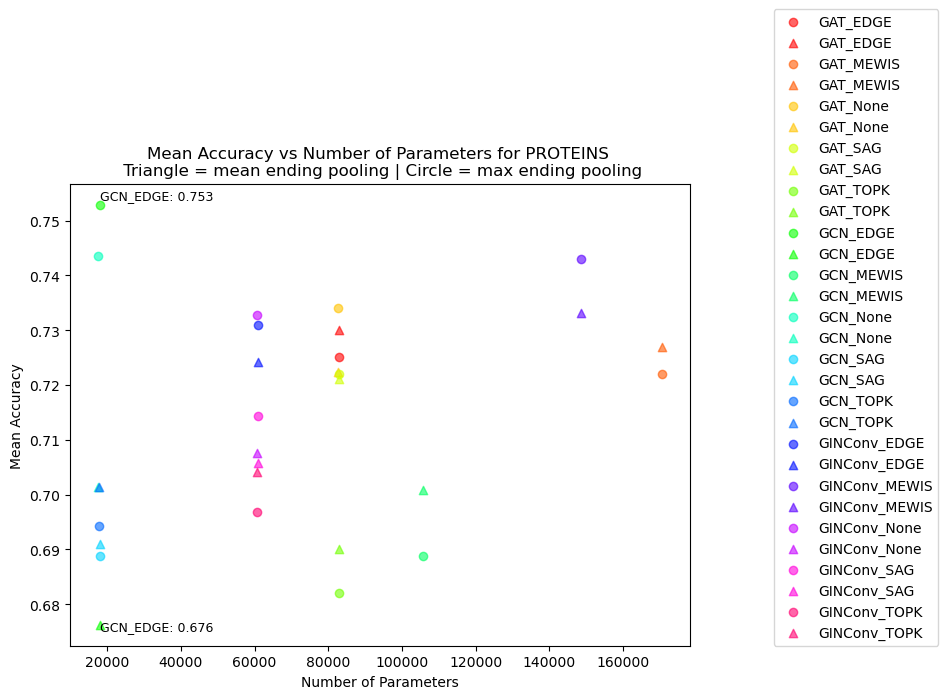 Mean Accuracy vs Number of Parameters for PROTEINS
Triangle = mean ending pooling | Circle = max ending pooling
GCN_EDGE: 0.753
GCN_EDGE: 0.676
Mean Accuracy
0.75
0.74
0.73
0.72
0.71
0.70
0.69
0.68
20000
40000
60000
80000
100000
120000
140000
160000
Number of Parameters
GAT_EDGE
GAT_EDGE
GAT_MEWIS
GAT_MEWIS
GAT_None
GAT_None
GAT_SAG
GAT_SAG
GAT_TOPK
GAT_TOPK
GCN_EDGE
GCN_EDGE
GCN_MEWIS
GCN_MEWIS
GCN_None
GCN_None
GCN_SAG
GCN_SAG
GCN_TOPK
GCN_TOPK
GINConv_EDGE
GINConv_EDGE
GINConv_MEWIS
GINConv_MEWIS
GINConv_None
GINConv_None
GINConv_SAG
GINConv_SAG
GINConv_TOPK
GINConv_TOPK